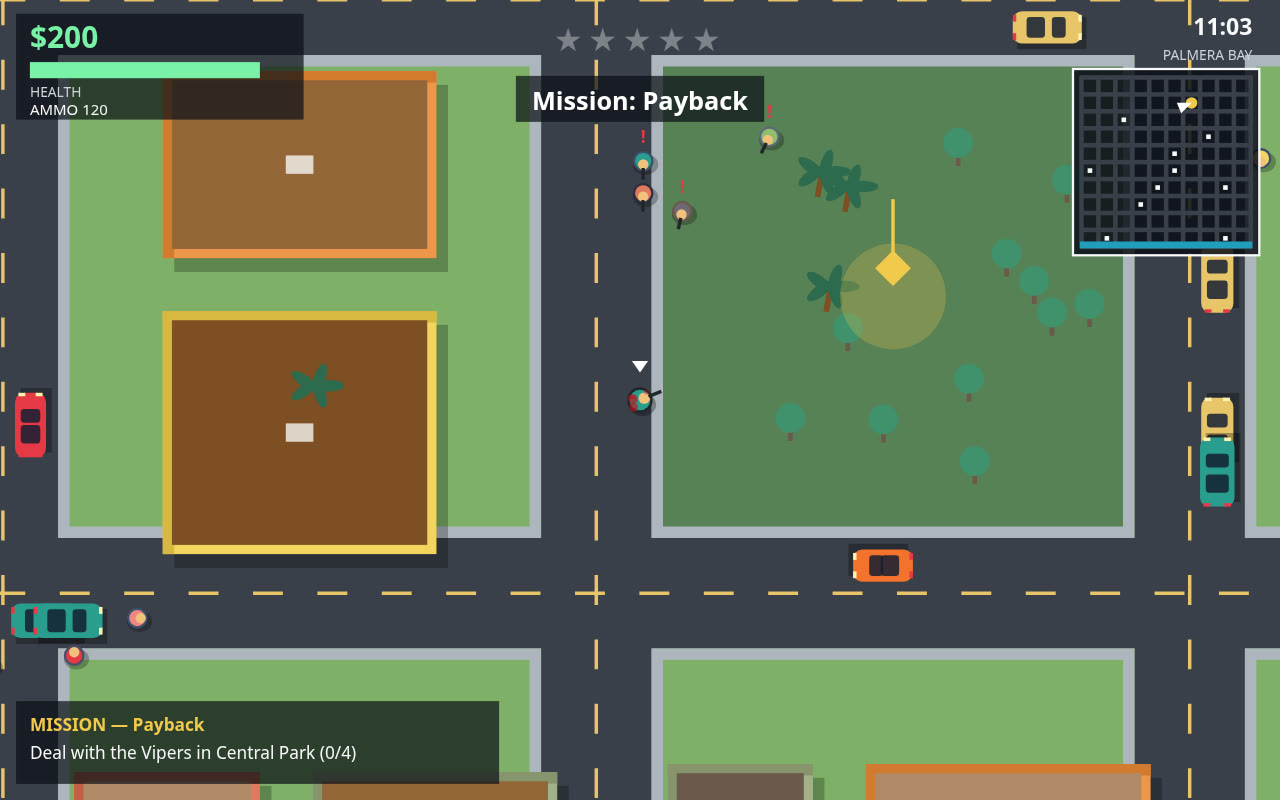 $200
HEALTH
AMMO 120
★ ★ ★ ★ ★
11:03
PALMERA BAY
Mission: Payback
!
!
!
MISSION — Payback
Deal with the Vipers in Central Park (0/4)